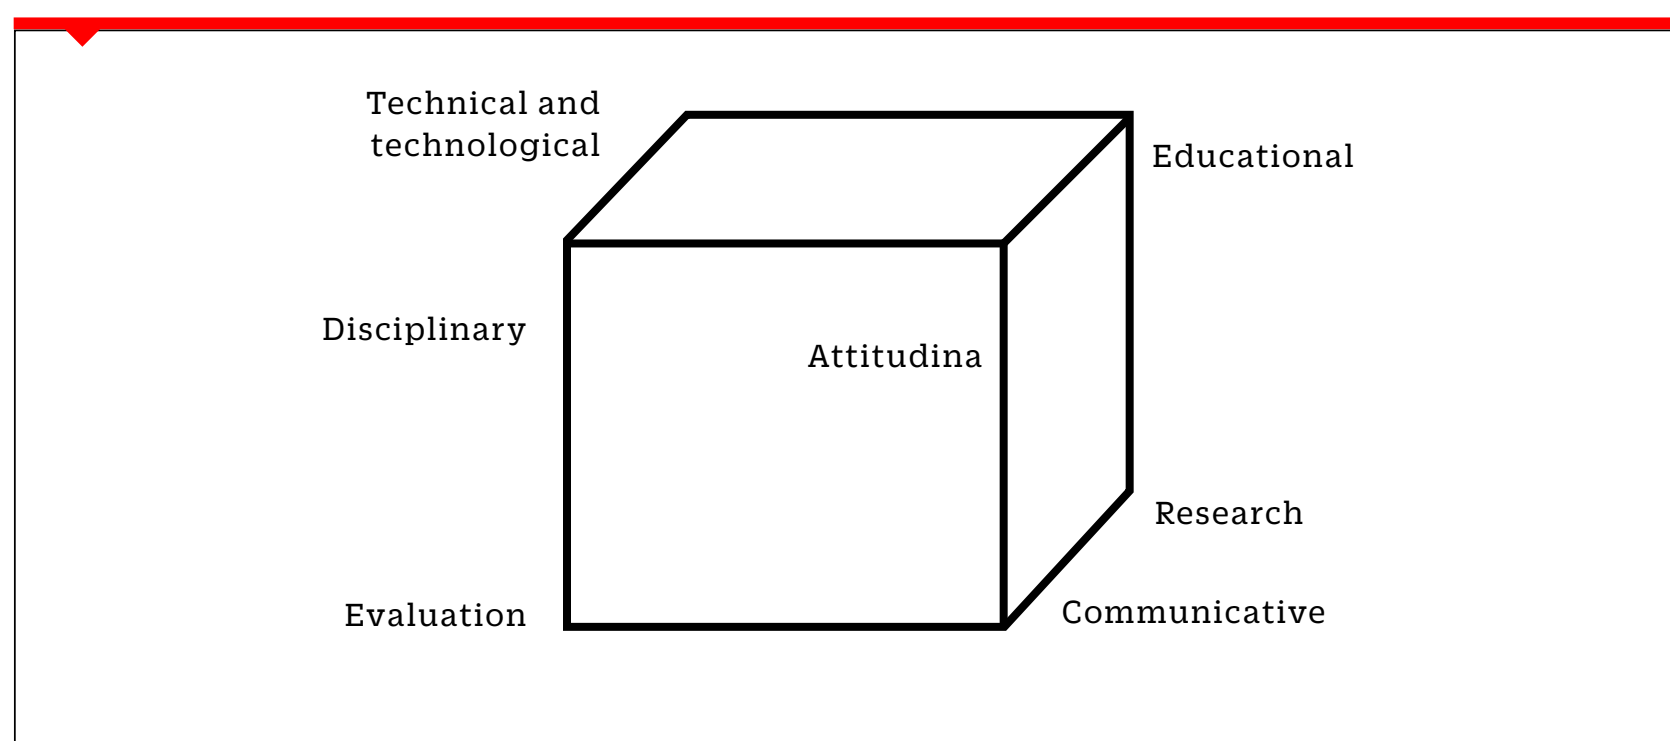 Technical and
technological
Educational
Disciplinary
Attitudina
Research
Evaluation
Communicative